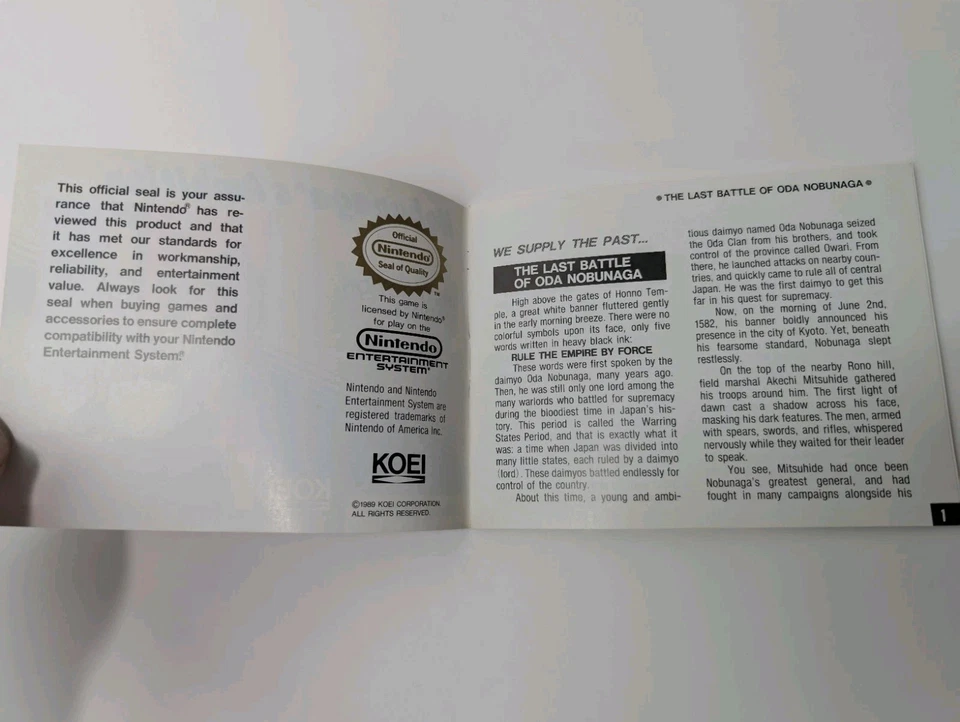 This official seal is your assu-
rance that Nintendo® has re-
viewed this product and that
it has met our standards for
excellence in workmanship,
reliability, and entertainment
value. Always look for this
seal when buying games and
accessories to ensure complete
compatibility with your Nintendo
Entertainment System.®
Official
Nintendo®
Seal of Quality
TM
This game is
licensed by Nintendo®
for play on the
Nintendo
ENTERTAINMENT
SYSTEM®
Nintendo and Nintendo
Entertainment System are
registered trademarks of
Nintendo of America Inc.
KOEI
©1989 KOEI CORPORATION
ALL RIGHTS RESERVED.
●THE LAST BATTLE OF ODA NOBUNAGA●
WE SUPPLY THE PAST...
THE LAST BATTLE
OF ODA NOBUNAGA
High above the gates of Honno Tem-
ple, a great white banner fluttered gently
in the early morning breeze. There were no
colorful symbols upon its face, only five
words written in heavy black ink:
RULE THE EMPIRE BY FORCE
These words were first spoken by the
daimyo Oda Nobunaga, many years ago.
Then, he was still only one lord among the
many warlords who battled for supremacy
during the bloodiest time in Japan's his-
tory. This period is called the Warring
States Period, and that is exactly what it
was: a time when Japan was divided into
many little states, each ruled by a daimyo
(lord). These daimyos battled endlessly for
control of the country.
About this time, a young and ambi-
tious daimyo named Oda Nobunaga seized
the Oda Clan from his brothers, and took
control of the province called Owari. From
there, he launched attacks on nearby coun-
tries, and quickly came to rule all of central
Japan. He was the first daimyo to get this
far in his quest for supremacy.
Now, on the morning of June 2nd,
1582, his banner boldly announced his
presence in the city of Kyoto. Yet, beneath
his fearsome standard, Nobunaga slept
restlessly.
On the top of the nearby Rono hill,
field marshal Akechi Mitsuhide gathered
his troops around him. The first light of
dawn cast a shadow across his face,
masking his dark features. The men, armed
with spears, swords, and rifles, whispered
nervously while they waited for their leader
to speak.
You see, Mitsuhide had once been
Nobunaga's greatest general, and had
fought in many campaigns alongside his
1